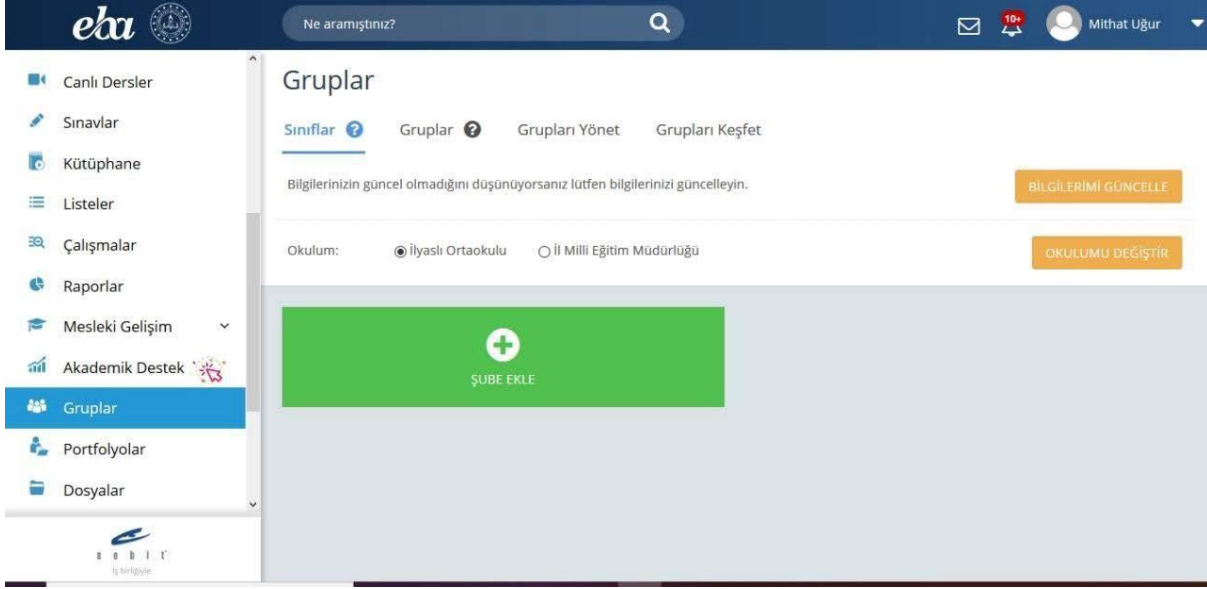 eba
Ne aramıştınız?
10+
Mithat Uğur
Canlı Dersler
Sınavlar
Kütüphane
Listeler
Çalışmalar
Raporlar
Mesleki Gelişim
Akademik Destek
Gruplar
Portfolyolar
Dosyalar
sebit
İş birliğiyle
Gruplar
Sınıflar ? Gruplar ? Grupları Yönet Grupları Keşfet
Bilgilerinizin güncel olmadığını düşünüyorsanız lütfen bilgilerinizi güncelleyin. BİLGİLERİMİ GÜNCELLE
Okulum: İlyaslı Ortaokulu İl Milli Eğitim Müdürlüğü OKULUMU DEĞİŞTİR
ŞUBE EKLE